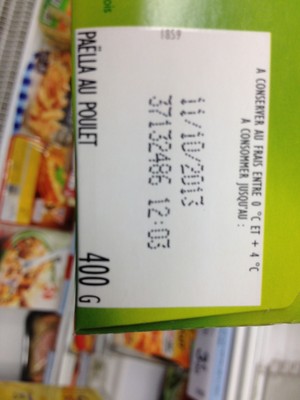 A CONSERVER AU FRAIS ENTRE 0 °C ET + 4 °C
A CONSOMMER JUSQU'AU :
11/10/2013
37132486 12:03
1859
PAËLLA AU POULET
400 G